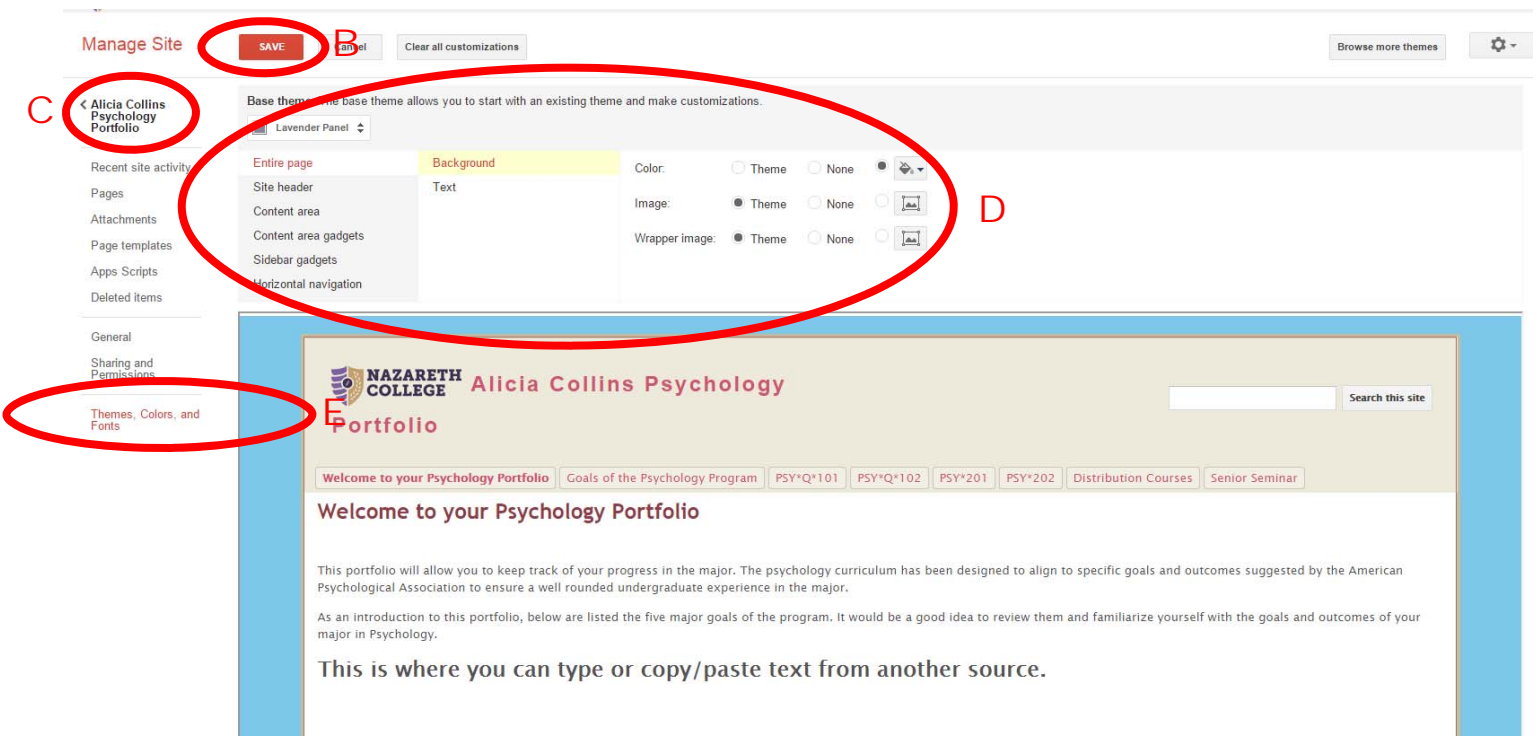 Manage Site
SAVE
Cancel
B
Clear all customizations
Browse more themes
C
Alicia Collins
Psychology
Portfolio
Recent site activity
Pages
Attachments
Page templates
Apps Scripts
Deleted items
General
Sharing and
Permissions
Themes, Colors, and
Fonts
E
Base theme The base theme allows you to start with an existing theme and make customizations.
Lavender Panel
Entire page
Site header
Content area
Content area gadgets
Sidebar gadgets
Horizontal navigation
Background
Text
Color: Theme None
Image: Theme None
Wrapper image: Theme None
D
NAZARETH
COLLEGE
Alicia Collins Psychology
Portfolio
Search this site
Welcome to your Psychology Portfolio Goals of the Psychology Program PSY*Q*101 PSY*Q*102 PSY*201 PSY*202 Distribution Courses Senior Seminar
Welcome to your Psychology Portfolio
This portfolio will allow you to keep track of your progress in the major. The psychology curriculum has been designed to align to specific goals and outcomes suggested by the American
Psychological Association to ensure a well rounded undergraduate experience in the major.
As an introduction to this portfolio, below are listed the five major goals of the program. It would be a good idea to review them and familiarize yourself with the goals and outcomes of your
major in Psychology.
This is where you can type or copy/paste text from another source.